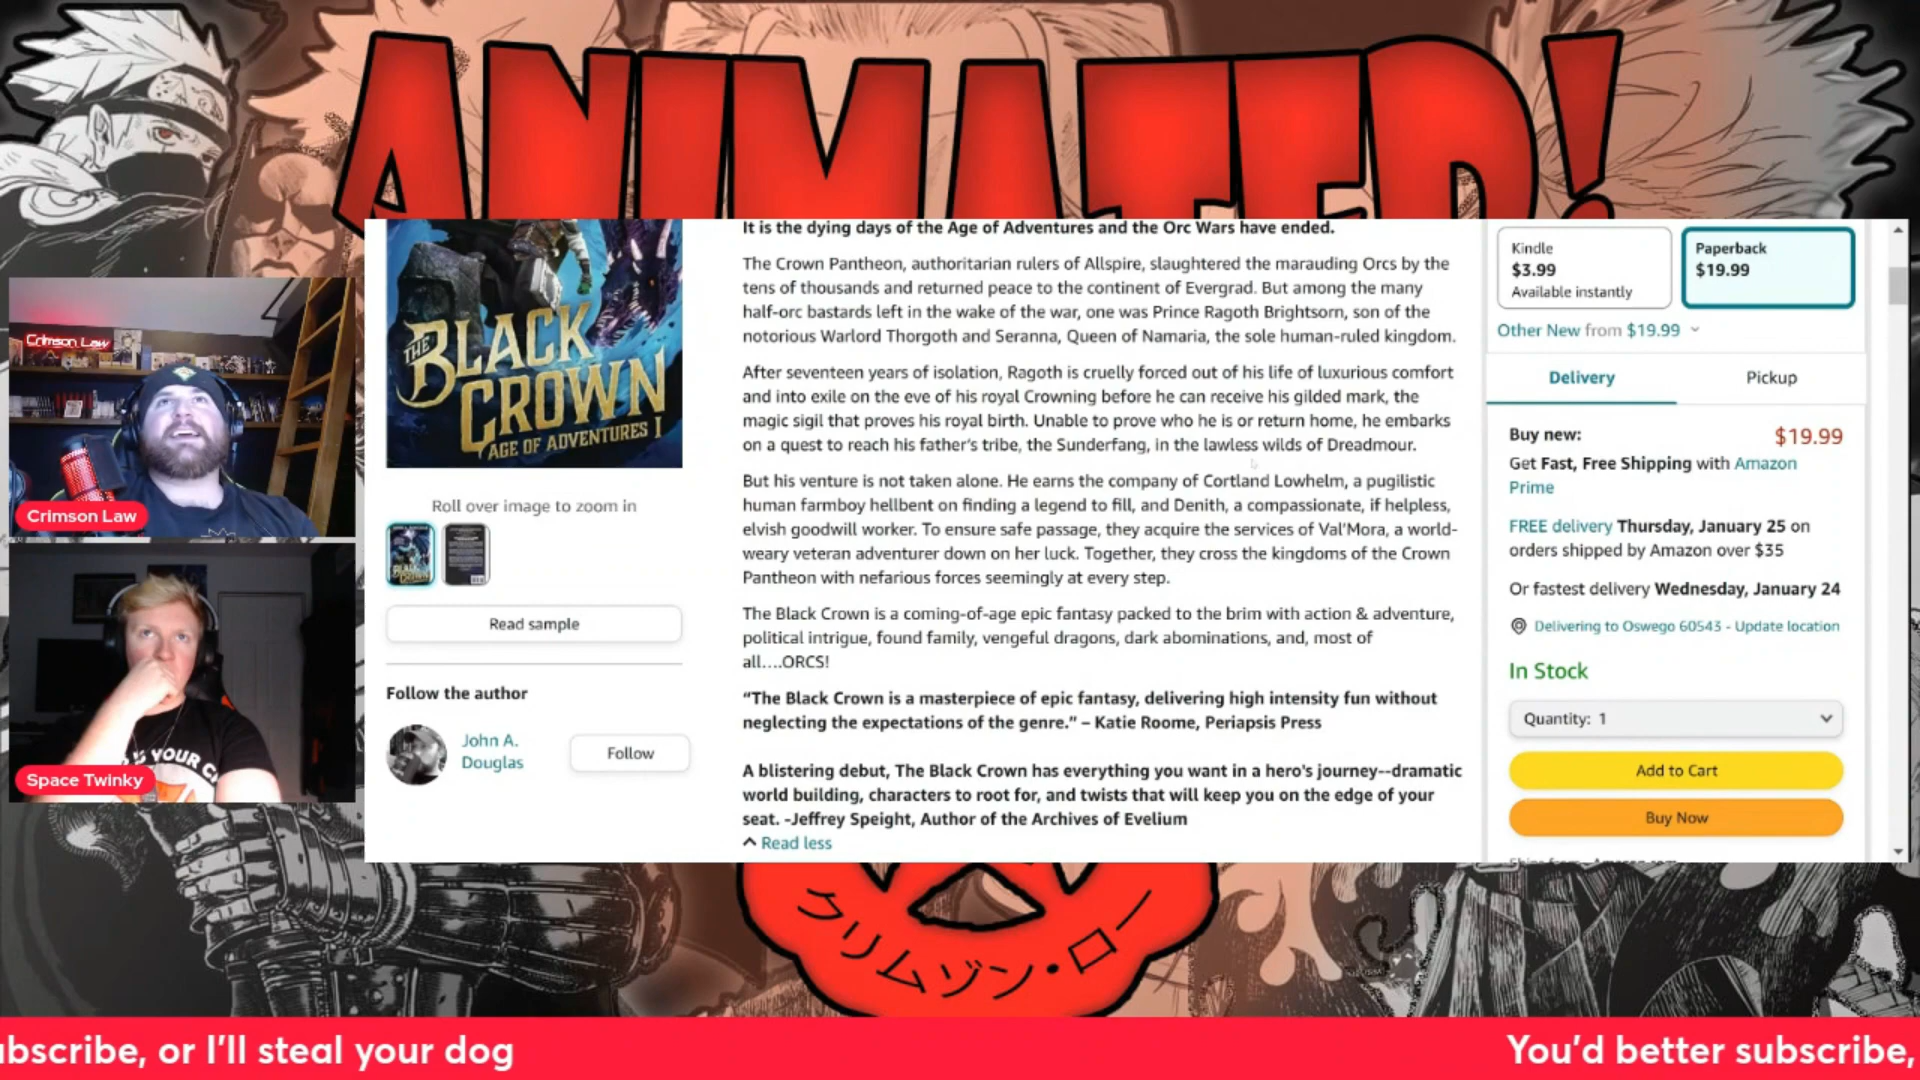 ANIMATED!
It is the dying days of the Age of Adventures and the Orc Wars have ended.
The Crown Pantheon, authoritarian rulers of Allspire, slaughtered the marauding Orcs by the
tens of thousands and returned peace to the continent of Evergrad. But among the many
half-orc bastards left in the wake of the war, one was Prince Ragoth Brightsorn, son of the
notorious Warlord Thorgoth and Seranna, Queen of Namaria, the sole human-ruled kingdom.
After seventeen years of isolation, Ragoth is cruelly forced out of his life of luxurious comfort
and into exile on the eve of his royal Crowning before he can receive his gilded mark, the
magic sigil that proves his royal birth. Unable to prove who he is or return home, he embarks
on a quest to reach his father's tribe, the Sunderfang, in the lawless wilds of Dreadmour.
But his venture is not taken alone. He earns the company of Cortland Lowhelm, a pugilistic
human farmboy hellbent on finding a legend to fill, and Denith, a compassionate, if helpless,
elvish goodwill worker. To ensure safe passage, they acquire the services of Val'Mora, a world-
weary veteran adventurer down on her luck. Together, they cross the kingdoms of the Crown
Pantheon with nefarious forces seemingly at every step.
The Black Crown is a coming-of-age epic fantasy packed to the brim with action & adventure,
political intrigue, found family, vengeful dragons, dark abominations, and, most of
all....ORCS!
“The Black Crown is a masterpiece of epic fantasy, delivering high intensity fun without
neglecting the expectations of the genre.” – Katie Roome, Periapsis Press
A blistering debut, The Black Crown has everything you want in a hero's journey--dramatic
world building, characters to root for, and twists that will keep you on the edge of your
seat. -Jeffrey Speight, Author of the Archives of Evelium
Read less
THE
BLACK
CROWN
AGE OF ADVENTURES I
Roll over image to zoom in
Read sample
Follow the author
John A.
Douglas
Follow
Kindle
$3.99
Available instantly
Paperback
$19.99
Other New from $19.99
Delivery
Pickup
Buy new:
$19.99
Get Fast, Free Shipping with Amazon
Prime
FREE delivery Thursday, January 25 on
orders shipped by Amazon over $35
Or fastest delivery Wednesday, January 24
Delivering to Oswego 60543 - Update location
In Stock
Quantity: 1
Add to Cart
Buy Now
Crimson Law
Crimson Law
YOUR
Space Twinky
クリムゾン・ロー
ubscribe, or I'll steal your dog
You'd better subscribe,